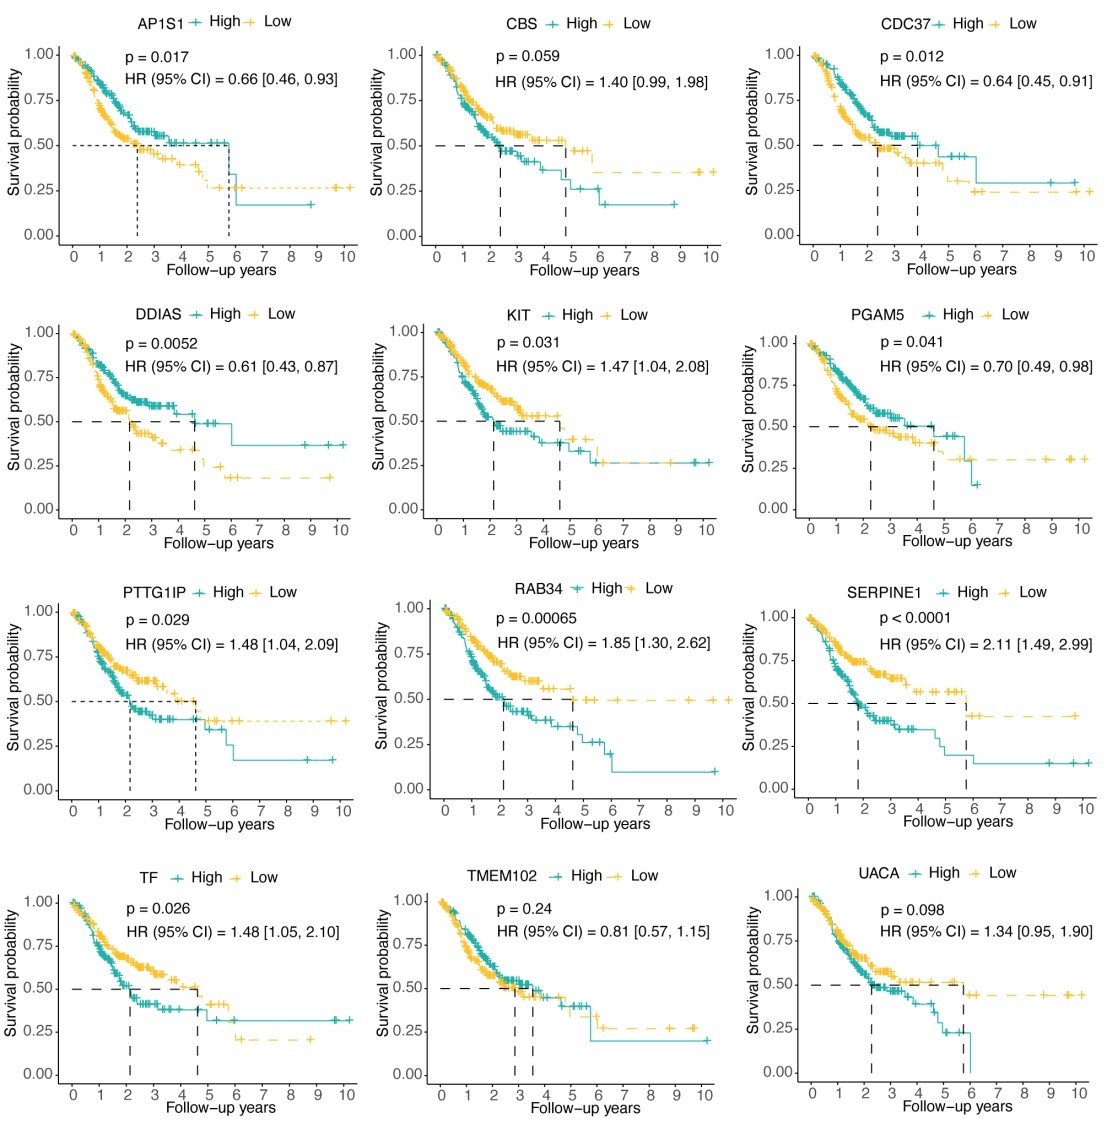 AP1S1 High Low
p = 0.017
HR (95% CI) = 0.66 [0.46, 0.93]
Survival probability
1.00
0.75
0.50
0.25
0.00
0 1 2 3 4 5 6 7 8 9 10
Follow-up years
CBS High Low
p = 0.059
HR (95% CI) = 1.40 [0.99, 1.98]
Survival probability
1.00
0.75
0.50
0.25
0.00
0 1 2 3 4 5 6 7 8 9 10
Follow-up years
CDC37 High Low
p = 0.012
HR (95% CI) = 0.64 [0.45, 0.91]
Survival probability
1.00
0.75
0.50
0.25
0.00
0 1 2 3 4 5 6 7 8 9 10
Follow-up years
DDIAS High Low
p = 0.0052
HR (95% CI) = 0.61 [0.43, 0.87]
Survival probability
1.00
0.75
0.50
0.25
0.00
0 1 2 3 4 5 6 7 8 9 10
Follow-up years
KIT High Low
p = 0.031
HR (95% CI) = 1.47 [1.04, 2.08]
Survival probability
1.00
0.75
0.50
0.25
0.00
0 1 2 3 4 5 6 7 8 9 10
Follow-up years
PGAM5 High Low
p = 0.041
HR (95% CI) = 0.70 [0.49, 0.98]
Survival probability
1.00
0.75
0.50
0.25
0.00
0 1 2 3 4 5 6 7 8 9 10
Follow-up years
PTTG1IP High Low
p = 0.029
HR (95% CI) = 1.48 [1.04, 2.09]
Survival probability
1.00
0.75
0.50
0.25
0.00
0 1 2 3 4 5 6 7 8 9 10
Follow-up years
RAB34 High Low
p = 0.00065
HR (95% CI) = 1.85 [1.30, 2.62]
Survival probability
1.00
0.75
0.50
0.25
0.00
0 1 2 3 4 5 6 7 8 9 10
Follow-up years
SERPINE1 High Low
p < 0.0001
HR (95% CI) = 2.11 [1.49, 2.99]
Survival probability
1.00
0.75
0.50
0.25
0.00
0 1 2 3 4 5 6 7 8 9 10
Follow-up years
TF High Low
p = 0.026
HR (95% CI) = 1.48 [1.05, 2.10]
Survival probability
1.00
0.75
0.50
0.25
0.00
0 1 2 3 4 5 6 7 8 9 10
Follow-up years
TMEM102 High Low
p = 0.24
HR (95% CI) = 0.81 [0.57, 1.15]
Survival probability
1.00
0.75
0.50
0.25
0.00
0 1 2 3 4 5 6 7 8 9 10
Follow-up years
UACA High Low
p = 0.098
HR (95% CI) = 1.34 [0.95, 1.90]
Survival probability
1.00
0.75
0.50
0.25
0.00
0 1 2 3 4 5 6 7 8 9 10
Follow-up years